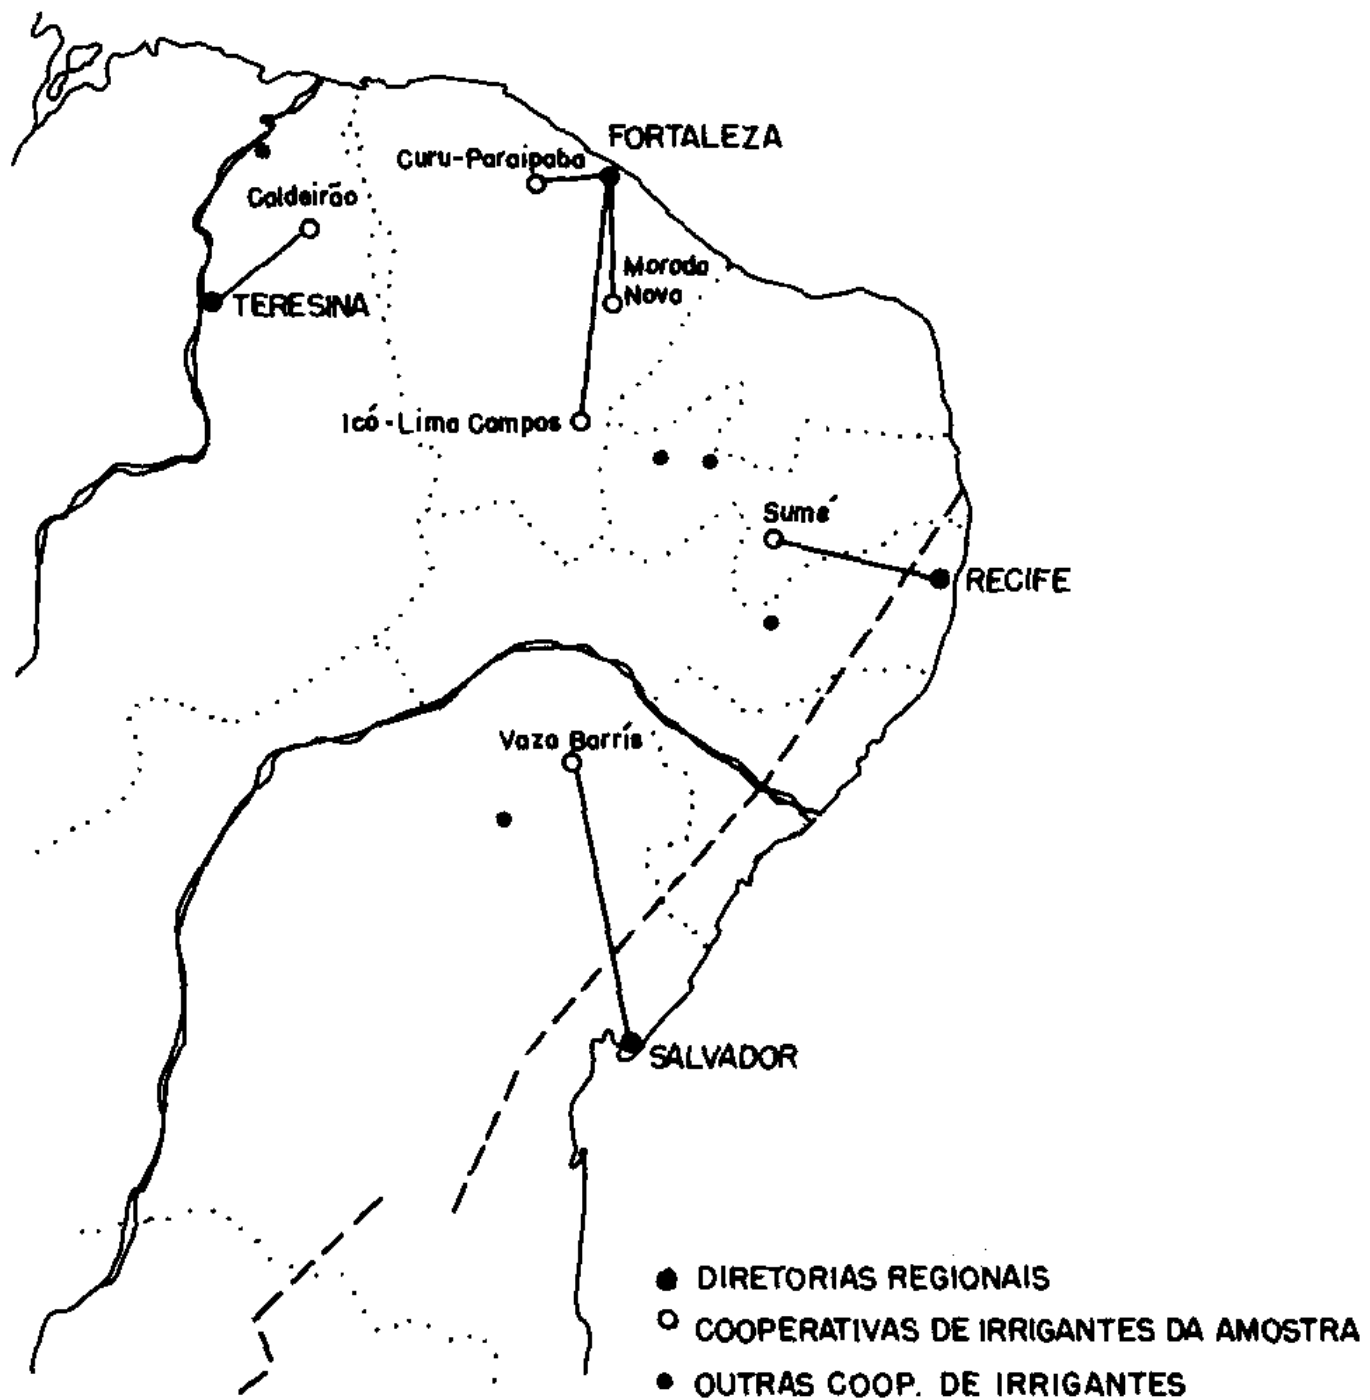 FORTALEZA
Curu-Paraipaba
Caldeirão
Morada
Nova
TERESINA
Icó-Lima Campos
Sumé
RECIFE
Vaza Barrís
SALVADOR
DIRETORIAS REGIONAIS
COOPERATIVAS DE IRRIGANTES DA AMOSTRA
OUTRAS COOP. DE IRRIGANTES